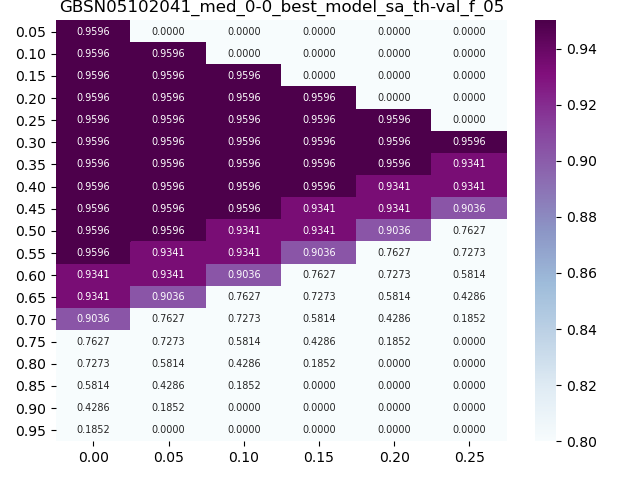 GBSN05102041_med_0-0_best_model_sa_th-val_f_05
0.05 0.9596 0.0000 0.0000 0.0000 0.0000 0.0000
0.10 0.9596 0.9596 0.0000 0.0000 0.0000 0.0000
0.15 0.9596 0.9596 0.9596 0.0000 0.0000 0.0000
0.20 0.9596 0.9596 0.9596 0.9596 0.0000 0.0000
0.25 0.9596 0.9596 0.9596 0.9596 0.9596 0.0000
0.30 0.9596 0.9596 0.9596 0.9596 0.9596 0.9596
0.35 0.9596 0.9596 0.9596 0.9596 0.9596 0.9341
0.40 0.9596 0.9596 0.9596 0.9596 0.9341 0.9341
0.45 0.9596 0.9596 0.9596 0.9341 0.9341 0.9036
0.50 0.9596 0.9596 0.9341 0.9341 0.9036 0.7627
0.55 0.9596 0.9341 0.9341 0.9036 0.7627 0.7273
0.60 0.9341 0.9341 0.9036 0.7627 0.7273 0.5814
0.65 0.9341 0.9036 0.7627 0.7273 0.5814 0.4286
0.70 0.9036 0.7627 0.7273 0.5814 0.4286 0.1852
0.75 0.7627 0.7273 0.5814 0.4286 0.1852 0.0000
0.80 0.7273 0.5814 0.4286 0.1852 0.0000 0.0000
0.85 0.5814 0.4286 0.1852 0.0000 0.0000 0.0000
0.90 0.4286 0.1852 0.0000 0.0000 0.0000 0.0000
0.95 0.1852 0.0000 0.0000 0.0000 0.0000 0.0000
0.00 0.05 0.10 0.15 0.20 0.25
0.94
0.92
0.90
0.88
0.86
0.84
0.82
0.80